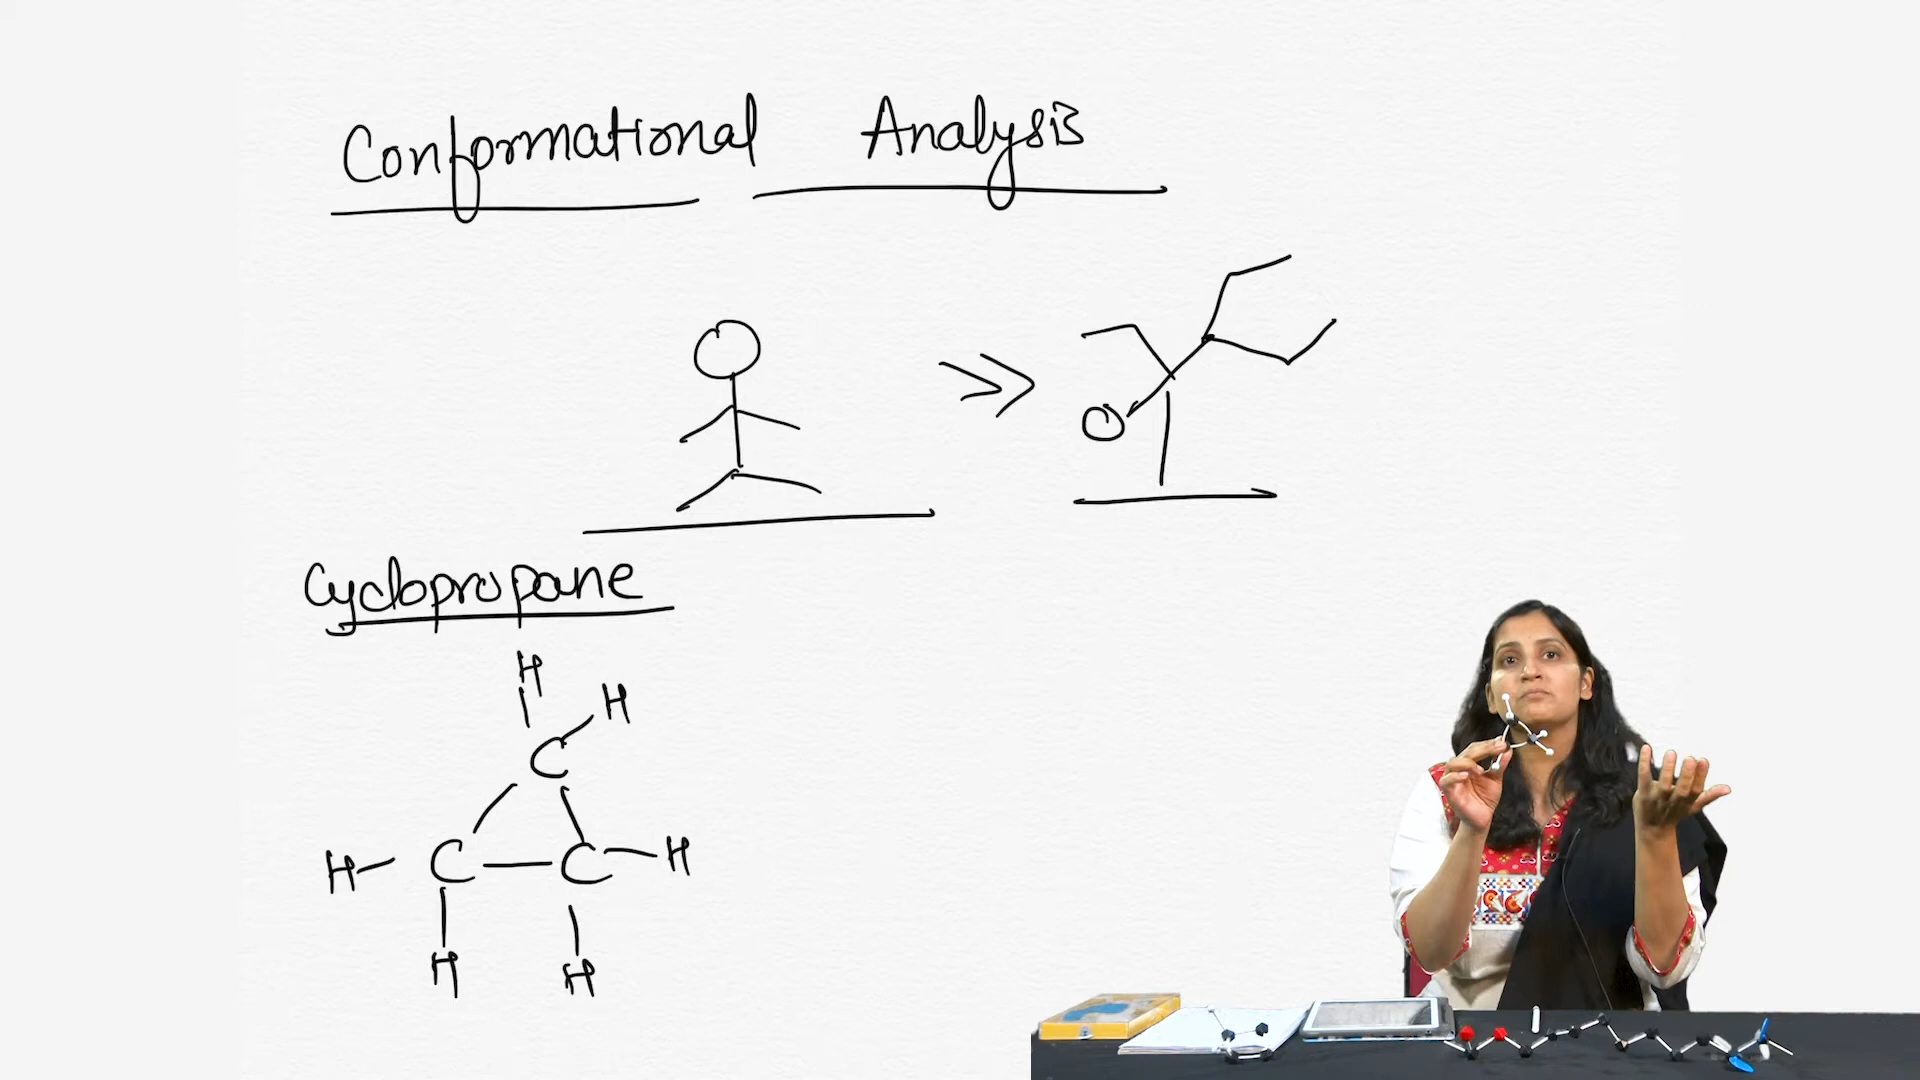 Conformational Analysis
>>
Cyclopropane
H
H
C
H C C H
H H